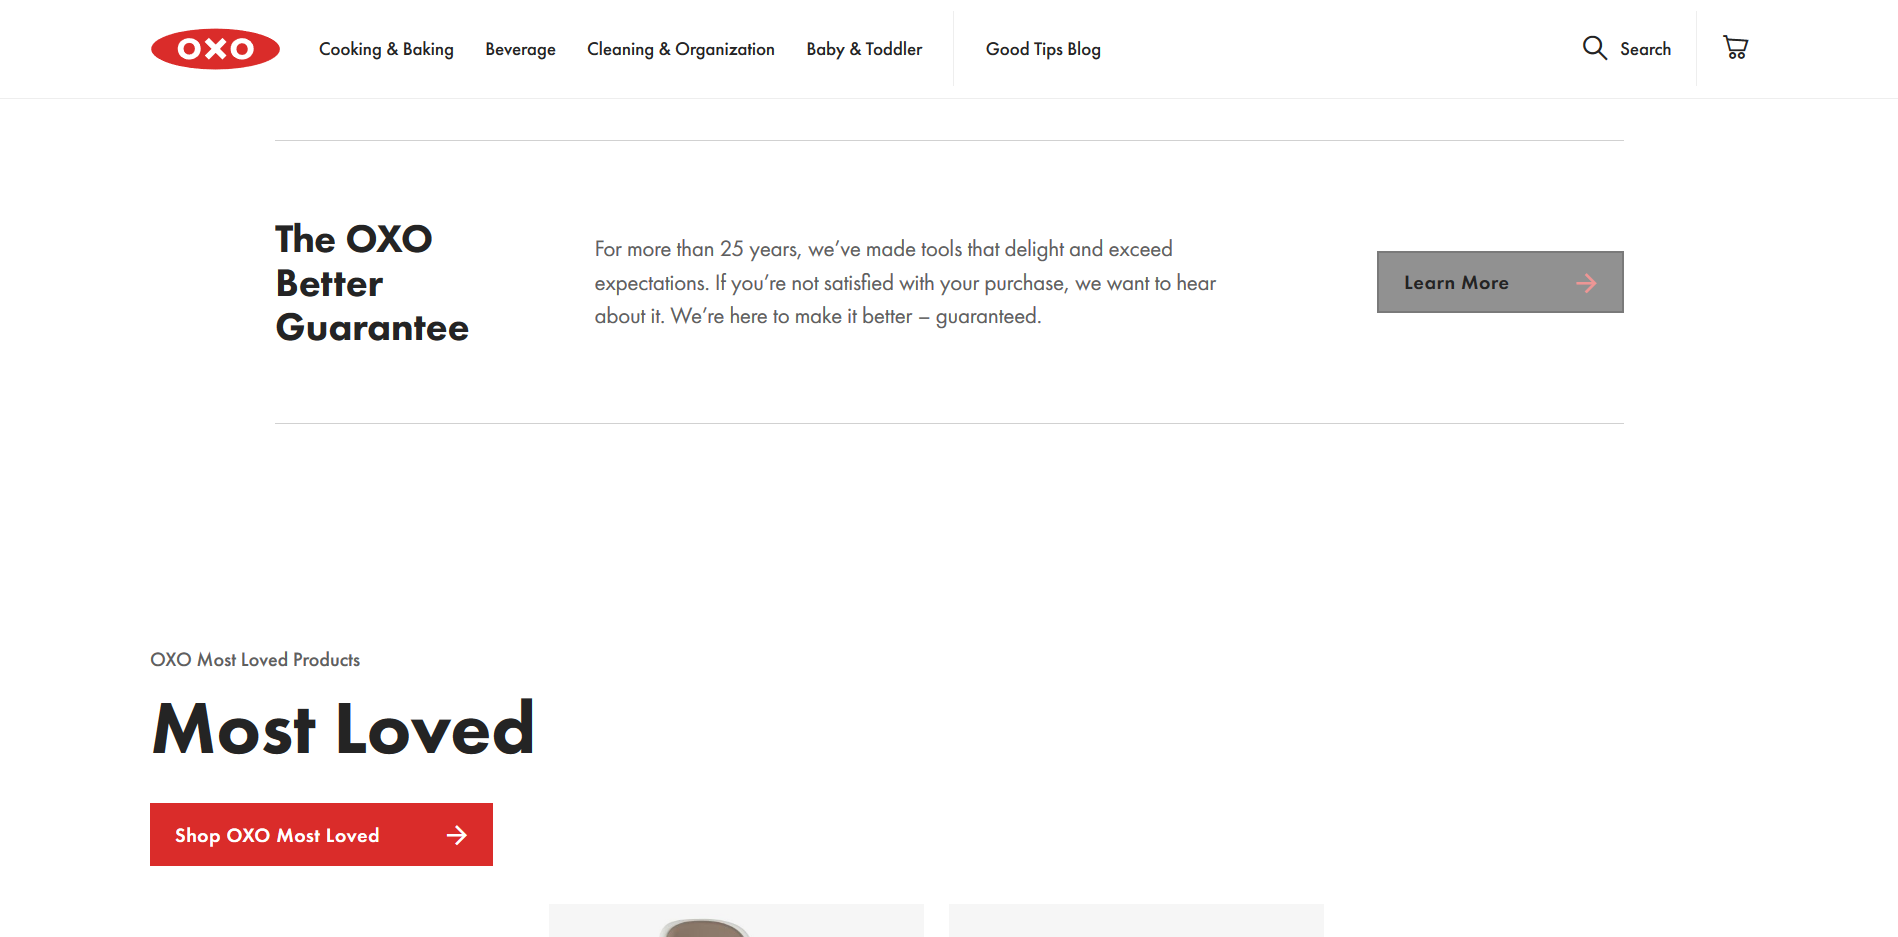 OXO
Cooking & Baking
Beverage
Cleaning & Organization
Baby & Toddler
Good Tips Blog
Search
The OXO
Better
Guarantee
For more than 25 years, we’ve made tools that delight and exceed
expectations. If you’re not satisfied with your purchase, we want to hear
about it. We’re here to make it better – guaranteed.
Learn More
OXO Most Loved Products
Most Loved
Shop OXO Most Loved